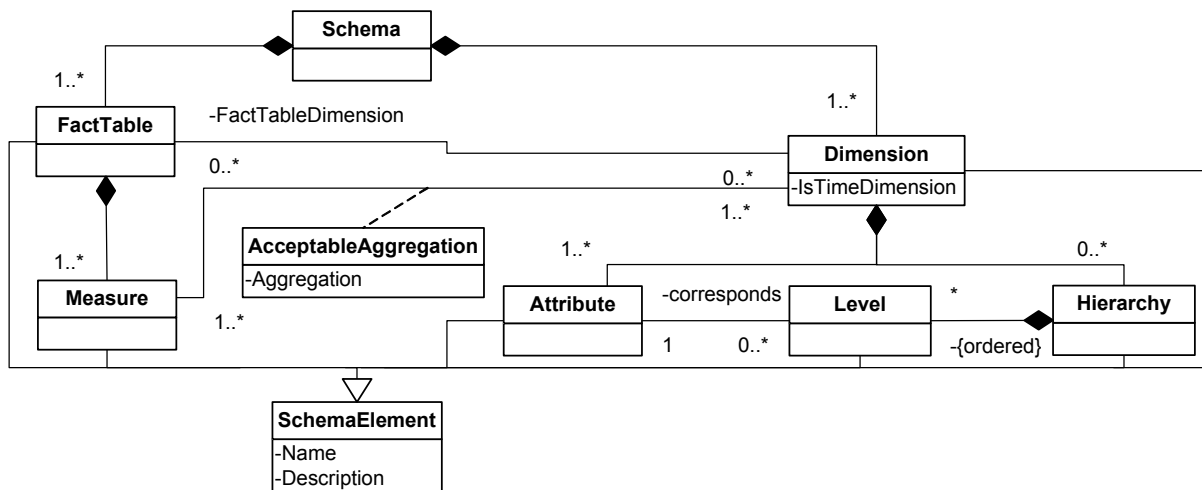 Schema
1..*
1..*
FactTable
-FactTableDimension
0..*
0..*
Dimension
-IsTimeDimension
1..*
AcceptableAggregation
-Aggregation
1..*
1..*
0..*
Measure
1..*
Attribute
-corresponds
1
0..*
Level
*
-{ordered}
Hierarchy
SchemaElement
-Name
-Description